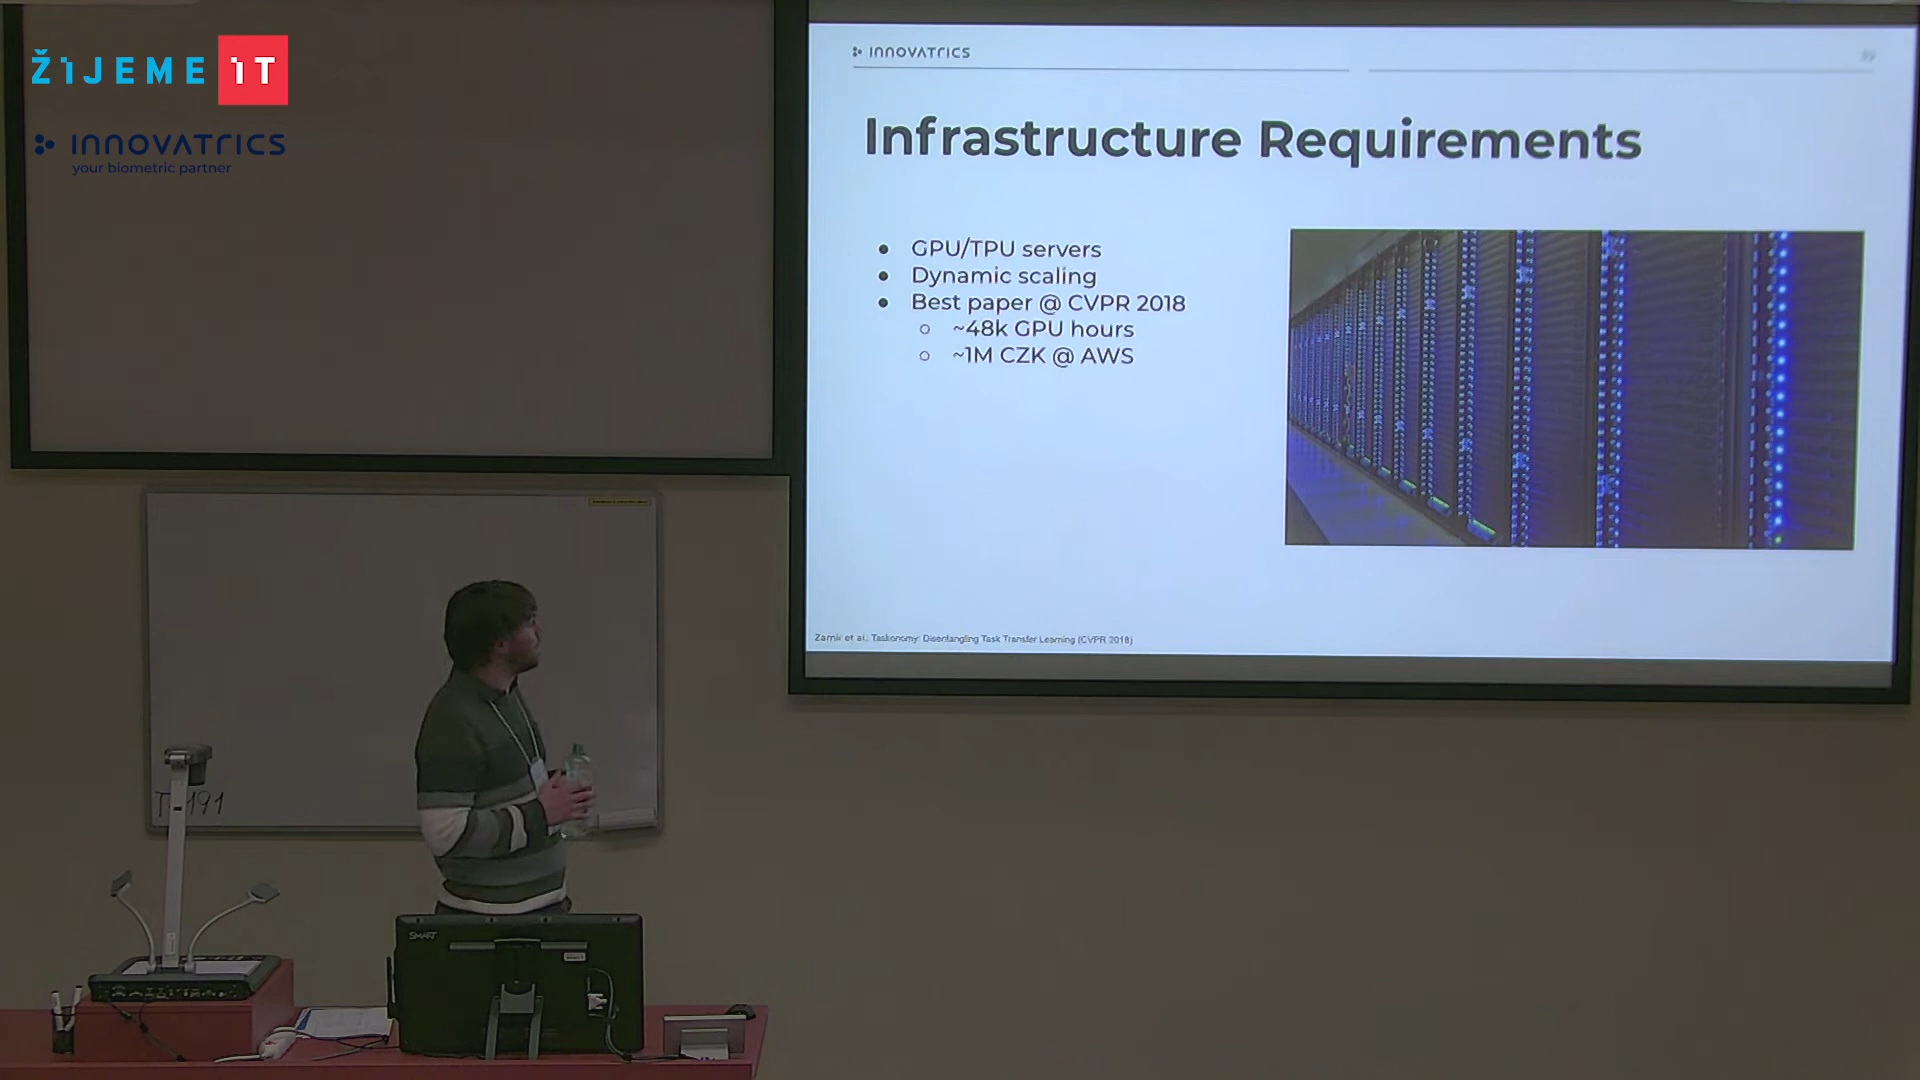 ŽIJEME IT
INNOVATRICS
your biometric partner
INNOVATRICS
Infrastructure Requirements
● GPU/TPU servers
● Dynamic scaling
● Best paper @ CVPR 2018
○ ~48k GPU hours
○ ~1M CZK @ AWS
Zamir et al.: Taskonomy: Disentangling Task Transfer Learning (CVPR 2018)
SMART